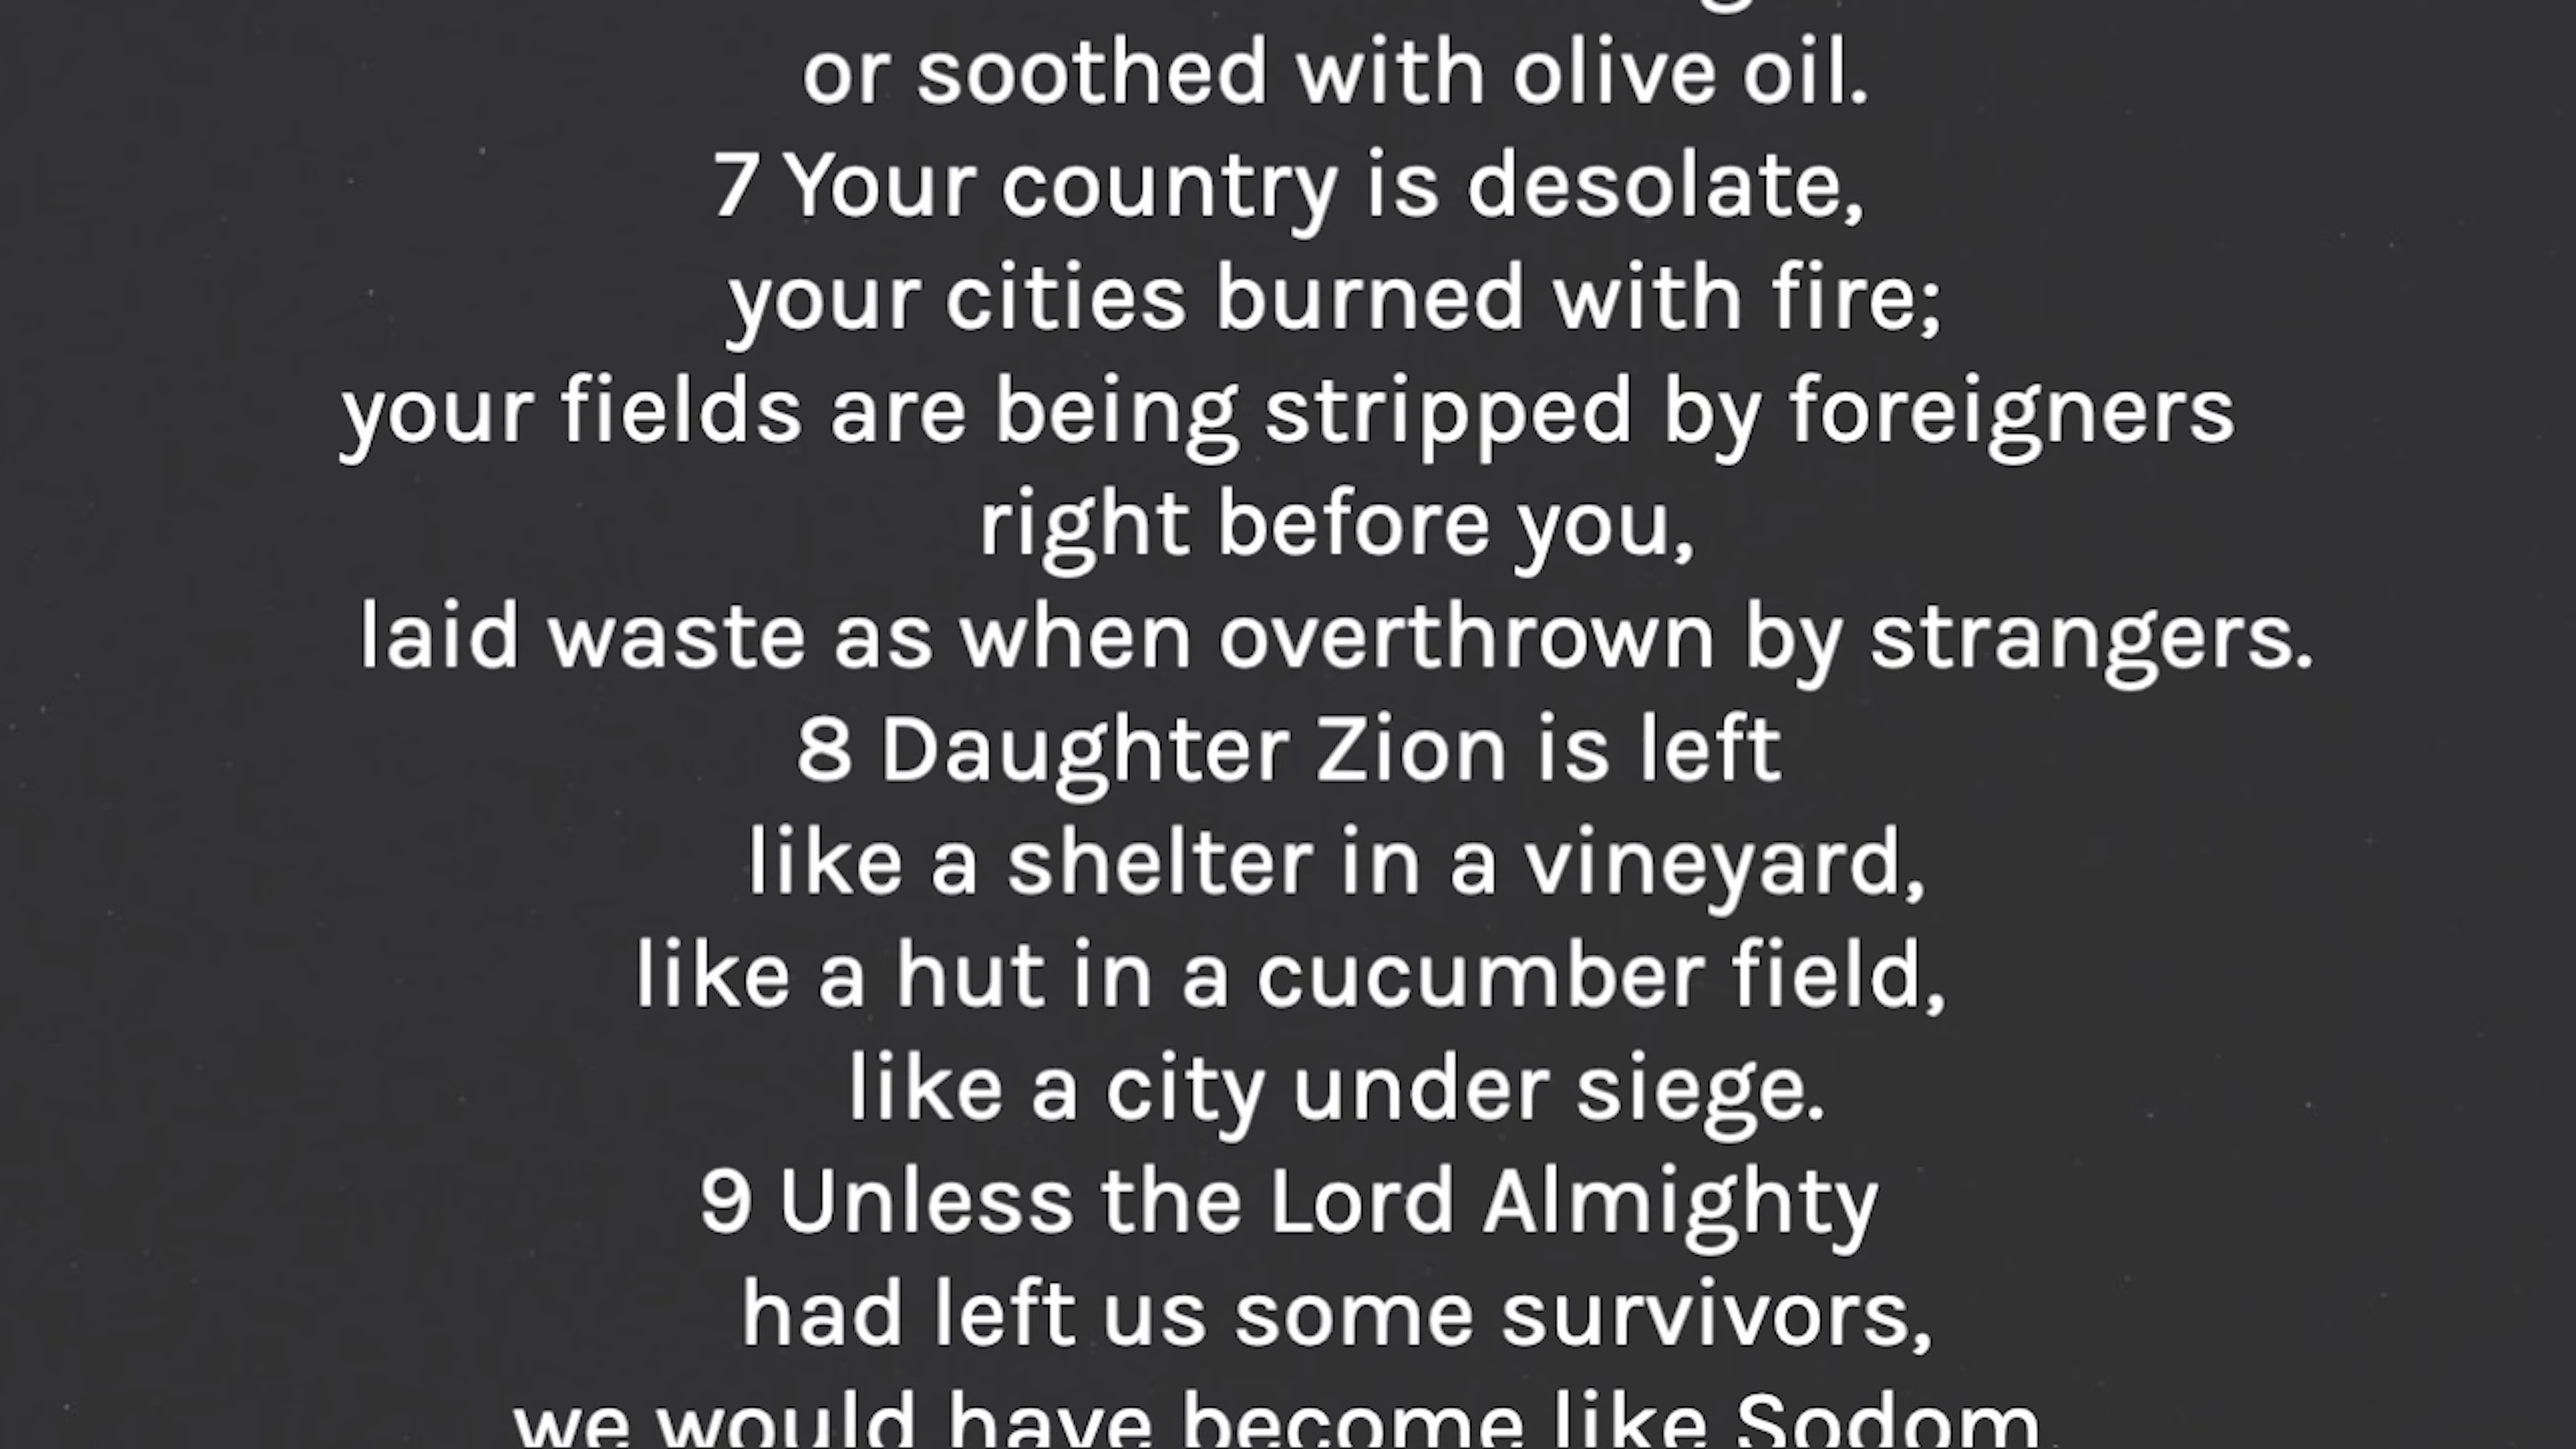 or soothed with olive oil.
7 Your country is desolate,
your cities burned with fire;
your fields are being stripped by foreigners
right before you,
laid waste as when overthrown by strangers.
8 Daughter Zion is left
like a shelter in a vineyard,
like a hut in a cucumber field,
like a city under siege.
9 Unless the Lord Almighty
had left us some survivors,
we would have become like Sodom,